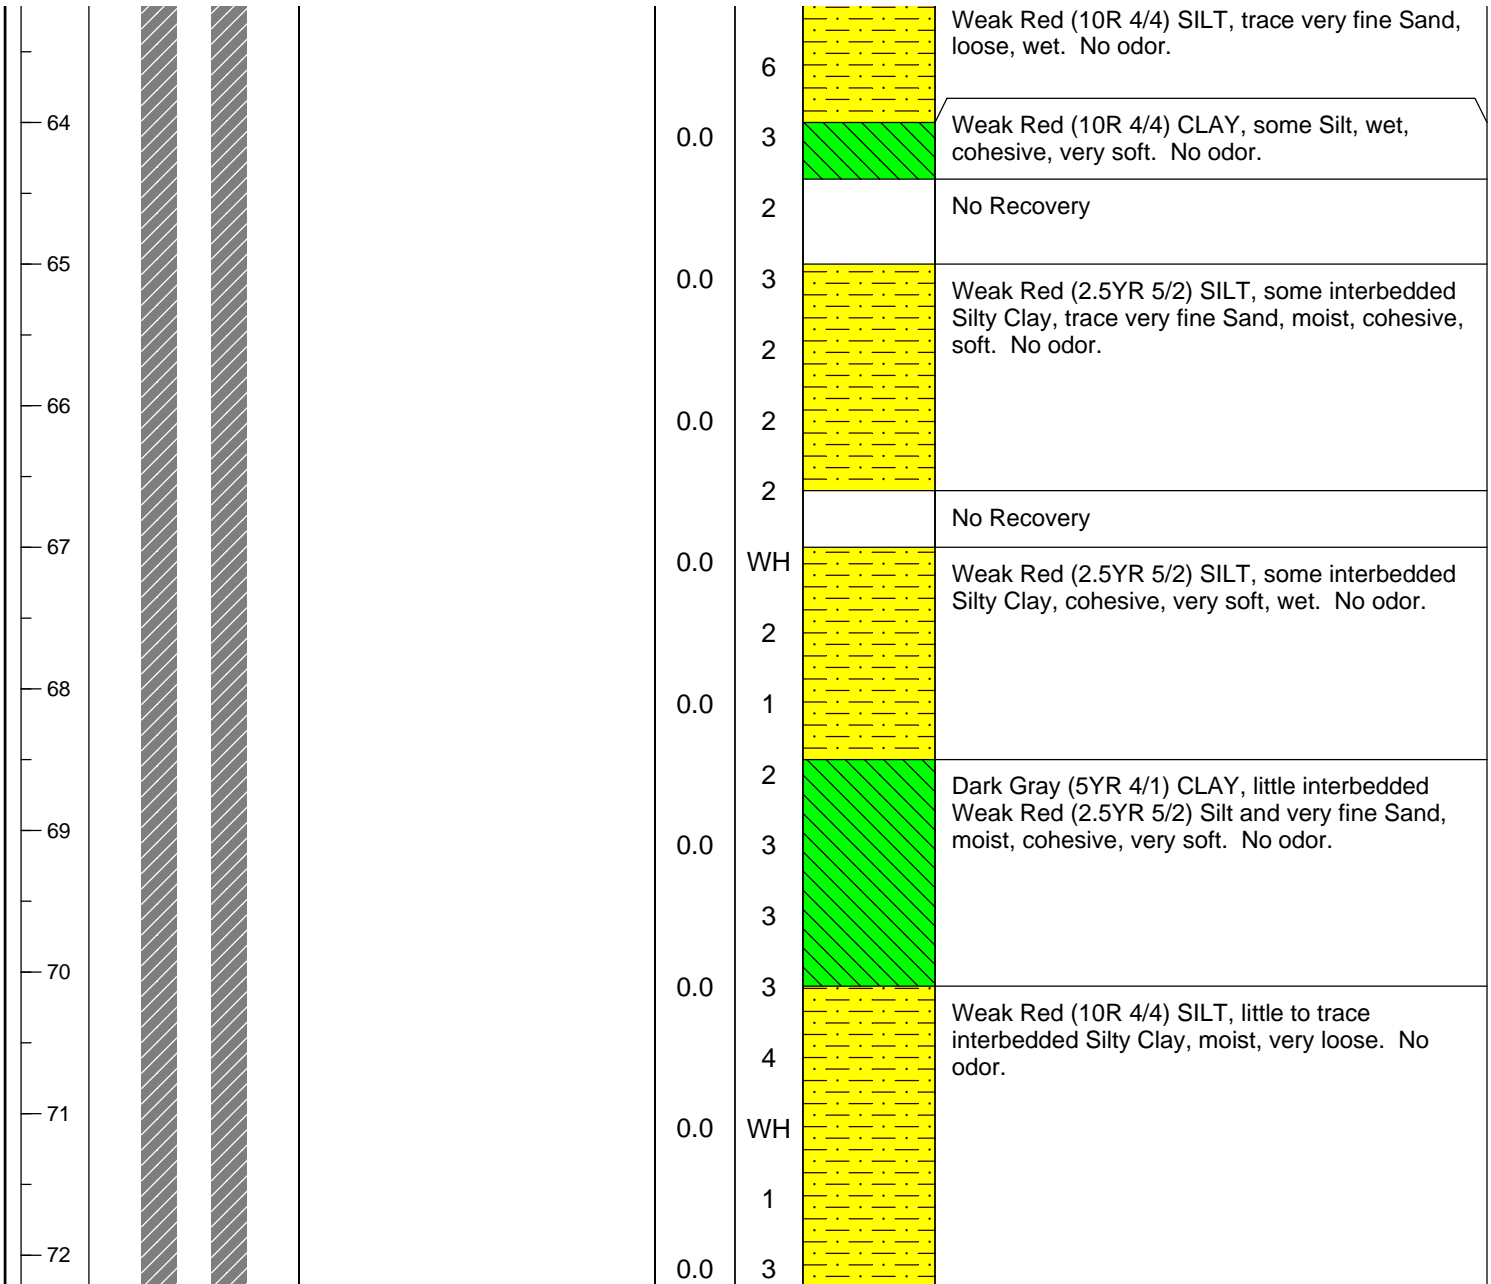 Weak Red (10R 4/4) SILT, trace very fine Sand,
loose, wet. No odor.
6
64
0.0 3
Weak Red (10R 4/4) CLAY, some Silt, wet,
cohesive, very soft. No odor.
2
No Recovery
65
0.0 3
Weak Red (2.5YR 5/2) SILT, some interbedded
Silty Clay, trace very fine Sand, moist, cohesive,
soft. No odor.
2
66
0.0 2
2
No Recovery
67
0.0 WH
Weak Red (2.5YR 5/2) SILT, some interbedded
Silty Clay, cohesive, very soft, wet. No odor.
2
68
0.0 1
2
Dark Gray (5YR 4/1) CLAY, little interbedded
Weak Red (2.5YR 5/2) Silt and very fine Sand,
moist, cohesive, very soft. No odor.
69
0.0 3
3
70
0.0 3
Weak Red (10R 4/4) SILT, little to trace
interbedded Silty Clay, moist, very loose. No
odor.
4
71
0.0 WH
1
72
0.0 3